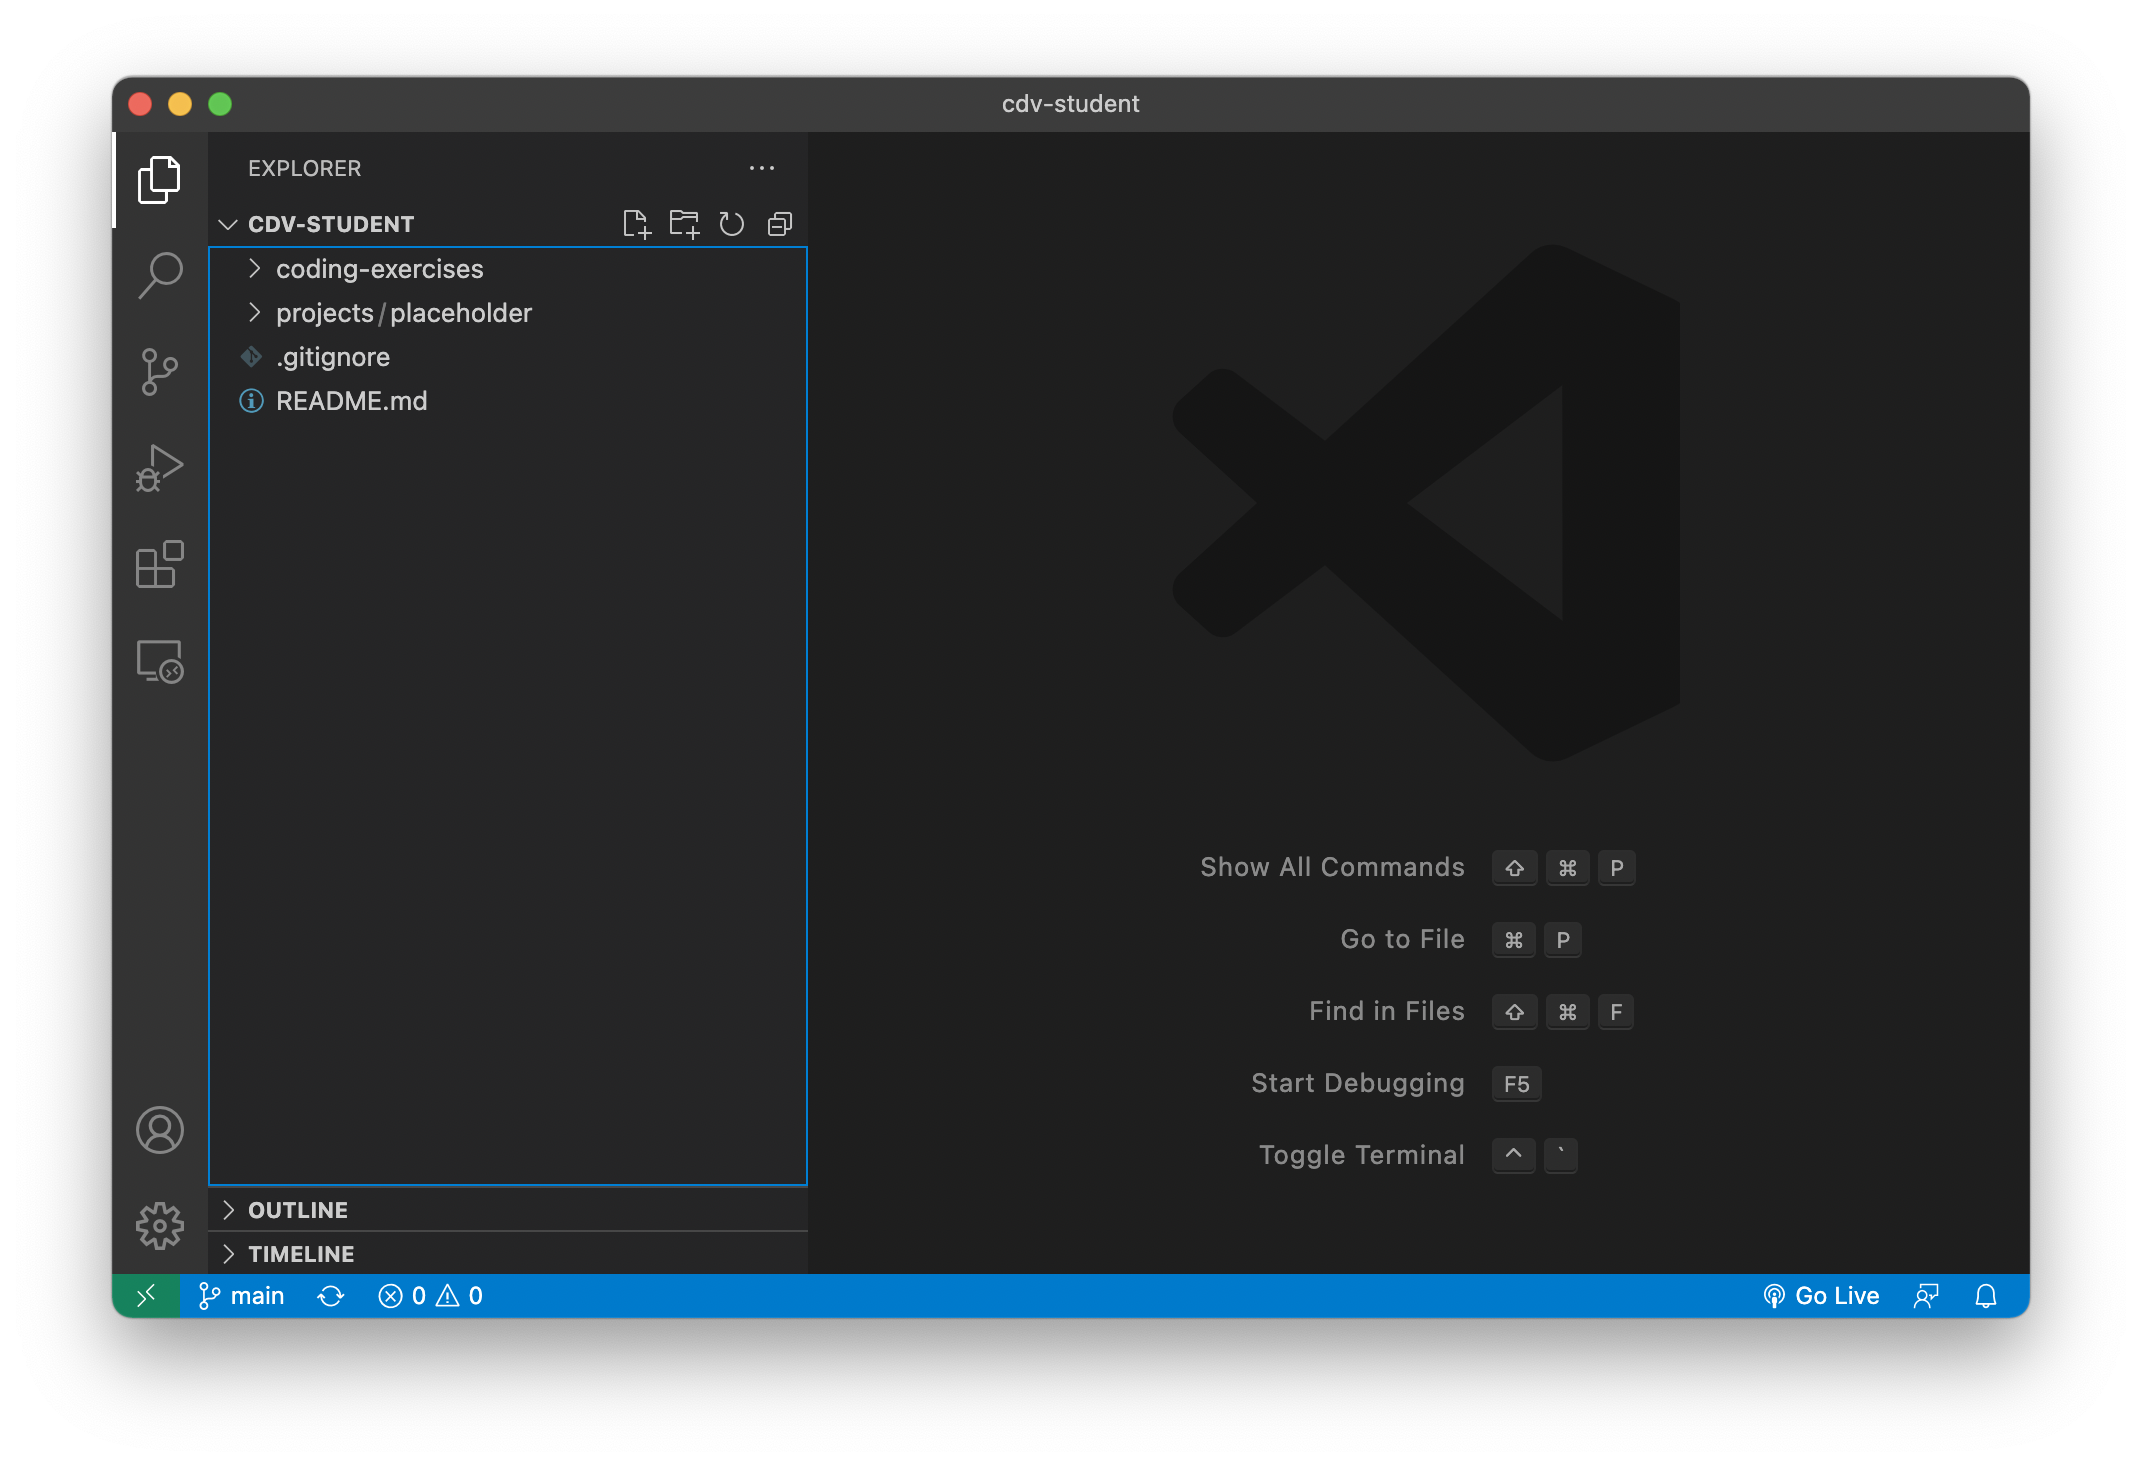 cdv-student
EXPLORER
CDV-STUDENT
coding-exercises
projects/placeholder
.gitignore
README.md
Show All Commands ⇧ ⌘ P
Go to File ⌘ P
Find in Files ⇧ ⌘ F
Start Debugging F5
Toggle Terminal ^ `
OUTLINE
TIMELINE
main 0 0 Go Live